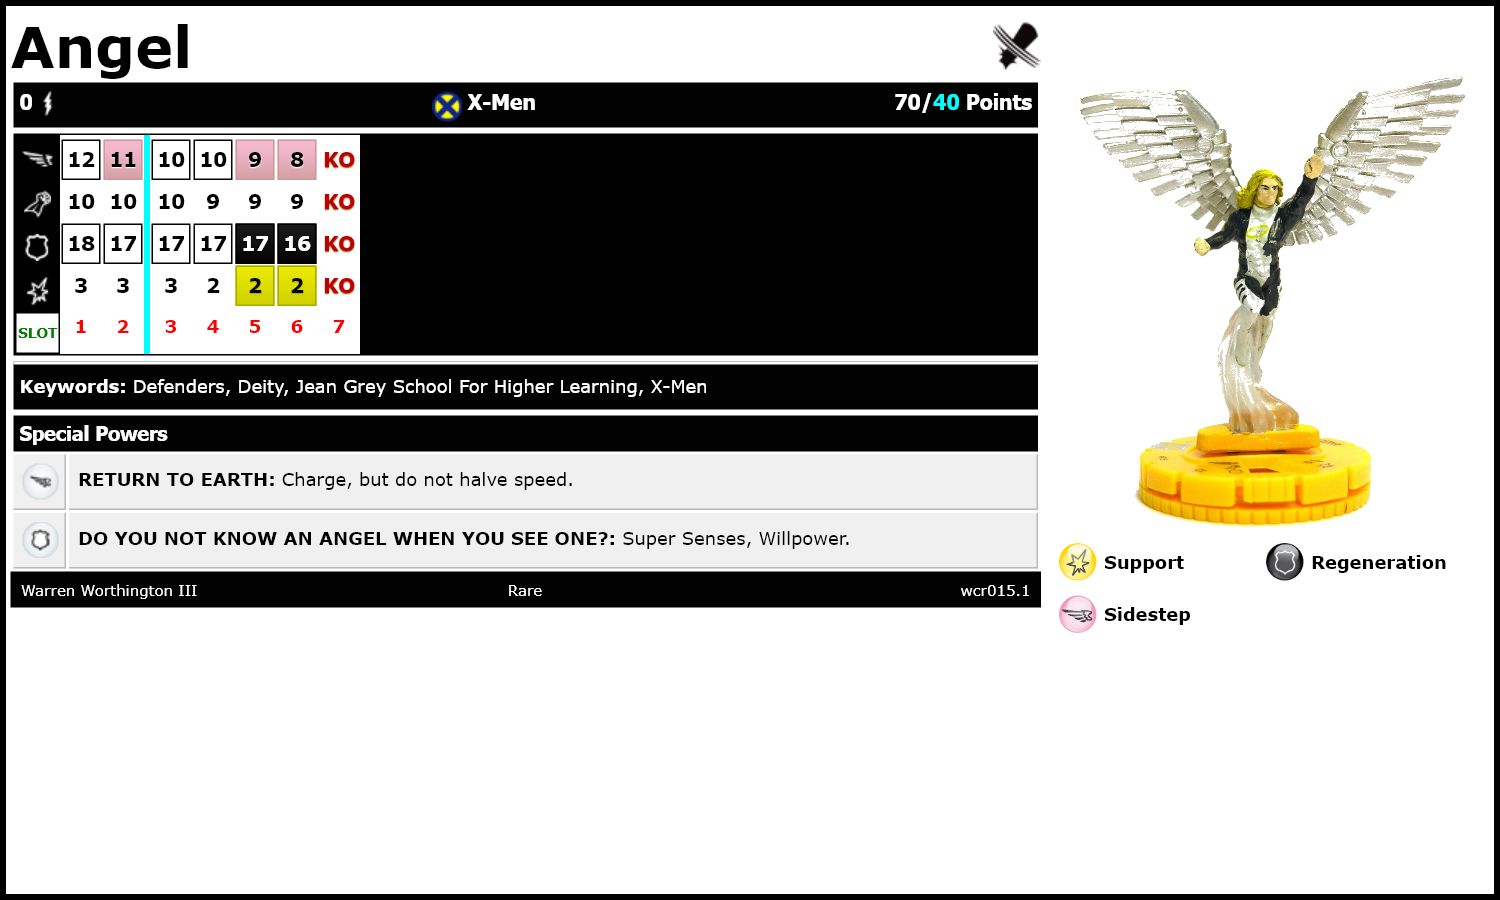 Angel
0 X-Men 70/40 Points
12 11 10 10 9 8 KO
10 10 10 9 9 9 KO
18 17 17 17 17 16 KO
3 3 3 2 2 2 KO
SLOT 1 2 3 4 5 6 7
Keywords: Defenders, Deity, Jean Grey School For Higher Learning, X-Men
Special Powers
RETURN TO EARTH: Charge, but do not halve speed.
DO YOU NOT KNOW AN ANGEL WHEN YOU SEE ONE?: Super Senses, Willpower.
Warren Worthington III Rare wcr015.1
Support Regeneration
Sidestep